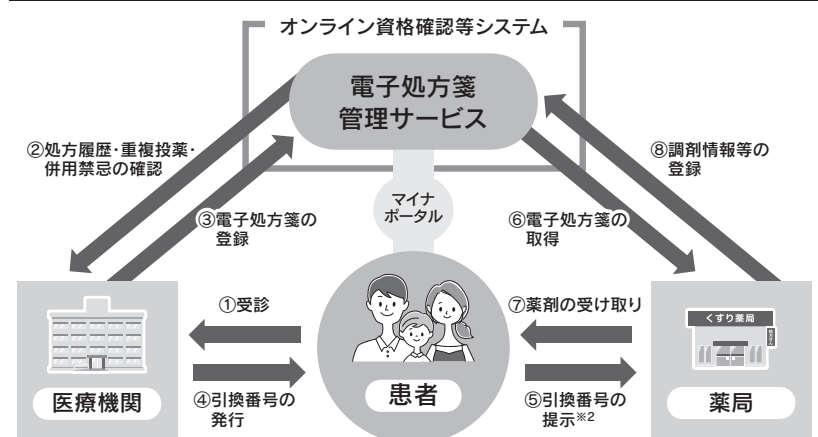 オンライン資格確認等システム
電子処方箋
管理サービス
②処方履歴・重複投薬・
併用禁忌の確認
⑧調剤情報等の
登録
マイナ
ポータル
③電子処方箋の
登録
⑥電子処方箋の
取得
①受診
⑦薬剤の受け取り
くすり薬局
医療機関
④引換番号の
発行
患者
⑤引換番号の
提示※2
薬局